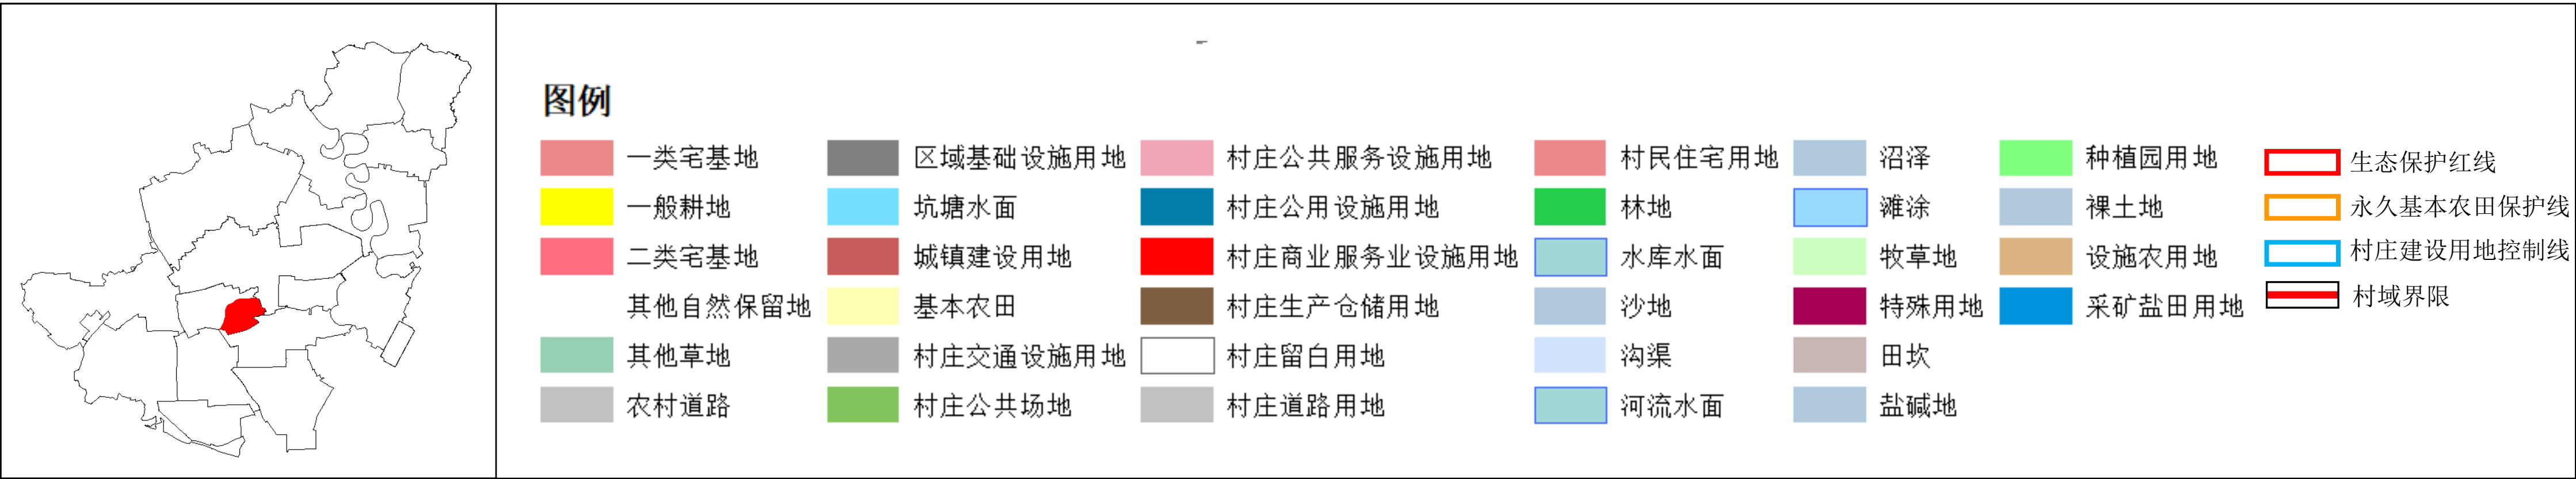 图例
一类宅基地
一般耕地
二类宅基地
其他自然保留地
其他草地
农村道路
区域基础设施用地
坑塘水面
城镇建设用地
基本农田
村庄交通设施用地
村庄公共场地
村庄公共服务设施用地
村庄公用设施用地
村庄商业服务业设施用地
村庄生产仓储用地
村庄留白用地
村庄道路用地
村民住宅用地
林地
水库水面
沙地
沟渠
河流水面
沼泽
滩涂
牧草地
特殊用地
田坎
盐碱地
种植园用地
裸土地
设施农用地
采矿盐田用地
生态保护红线
永久基本农田保护线
村庄建设用地控制线
村域界限